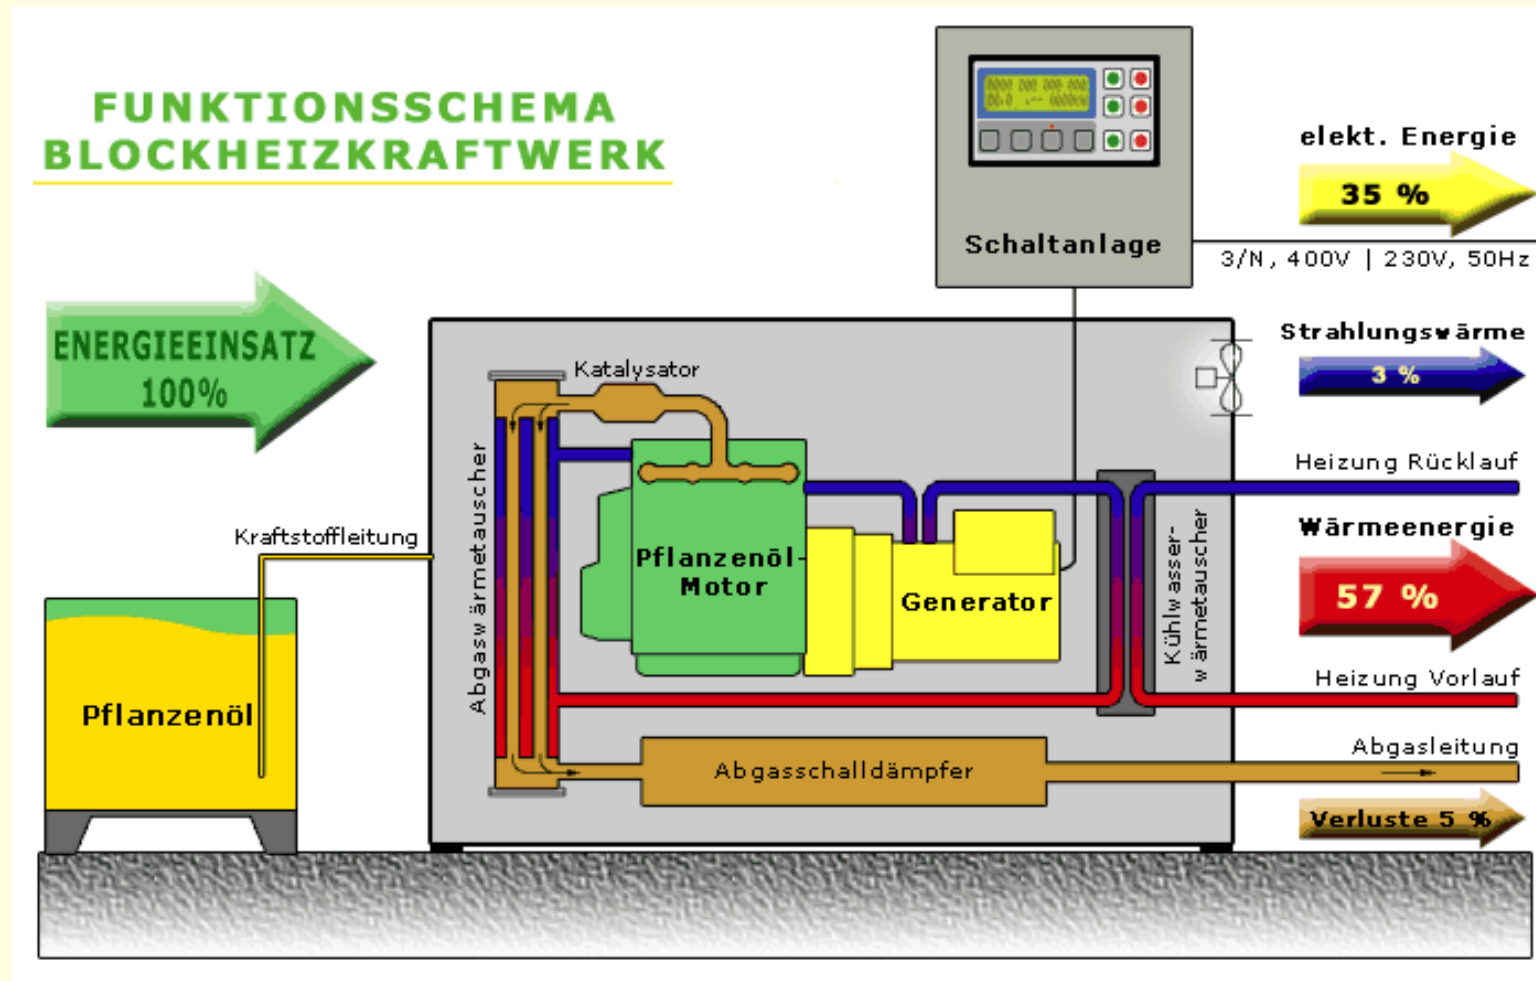 FUNKTIONSSCHEMA
BLOCKHEIZKRAFTWERK
elekt. Energie
35 %
Schaltanlage
3/N, 400V | 230V, 50Hz
ENERGIEEINSATZ
100%
Strahlungswärme
3 %
Katalysator
Heizung Rücklauf
Abgaswärmetauscher
Kraftstoffleitung
Pflanzenöl-
Motor
Generator
Kühlwasser-
wärmetauscher
Wärmeenergie
57 %
Heizung Vorlauf
Pflanzenöl
Abgasleitung
Abgasschalldämpfer
Verluste 5 %